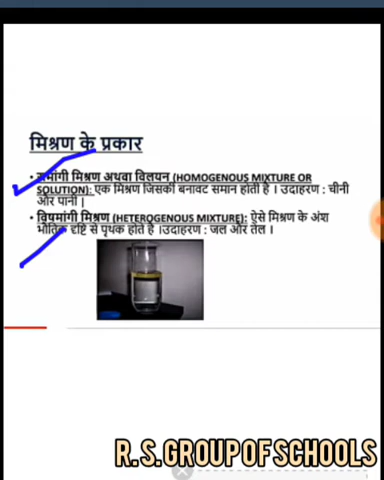 मिश्रण के प्रकार
• समांगी मिश्रण अथवा विलयन (HOMOGENOUS MIXTURE OR
SOLUTION): एक मिश्रण जिसकी बनावट समान होती है । उदाहरण : चीनी
और पानी |
• विषमांगी मिश्रण (HETEROGENOUS MIXTURE): ऐसे मिश्रण के अंश
भौतिक दृष्टि से पृथक होते है ।उदाहरण : जल और तेल ।
R.S.GROUP OF SCHOOLS